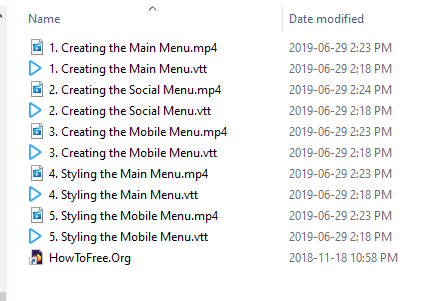 Name Date modified
1. Creating the Main Menu.mp4 2019-06-29 2:23 PM
1. Creating the Main Menu.vtt 2019-06-29 2:18 PM
2. Creating the Social Menu.mp4 2019-06-29 2:24 PM
2. Creating the Social Menu.vtt 2019-06-29 2:18 PM
3. Creating the Mobile Menu.mp4 2019-06-29 2:23 PM
3. Creating the Mobile Menu.vtt 2019-06-29 2:18 PM
4. Styling the Main Menu.mp4 2019-06-29 2:23 PM
4. Styling the Main Menu.vtt 2019-06-29 2:18 PM
5. Styling the Mobile Menu.mp4 2019-06-29 2:23 PM
5. Styling the Mobile Menu.vtt 2019-06-29 2:18 PM
HowToFree.Org 2018-11-18 10:58 PM